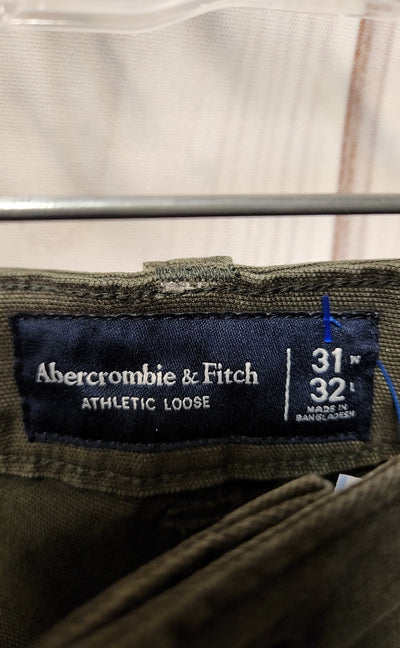 Abercrombie & Fitch
ATHLETIC LOOSE
31 W
32 L
MADE IN
BANGLADESH